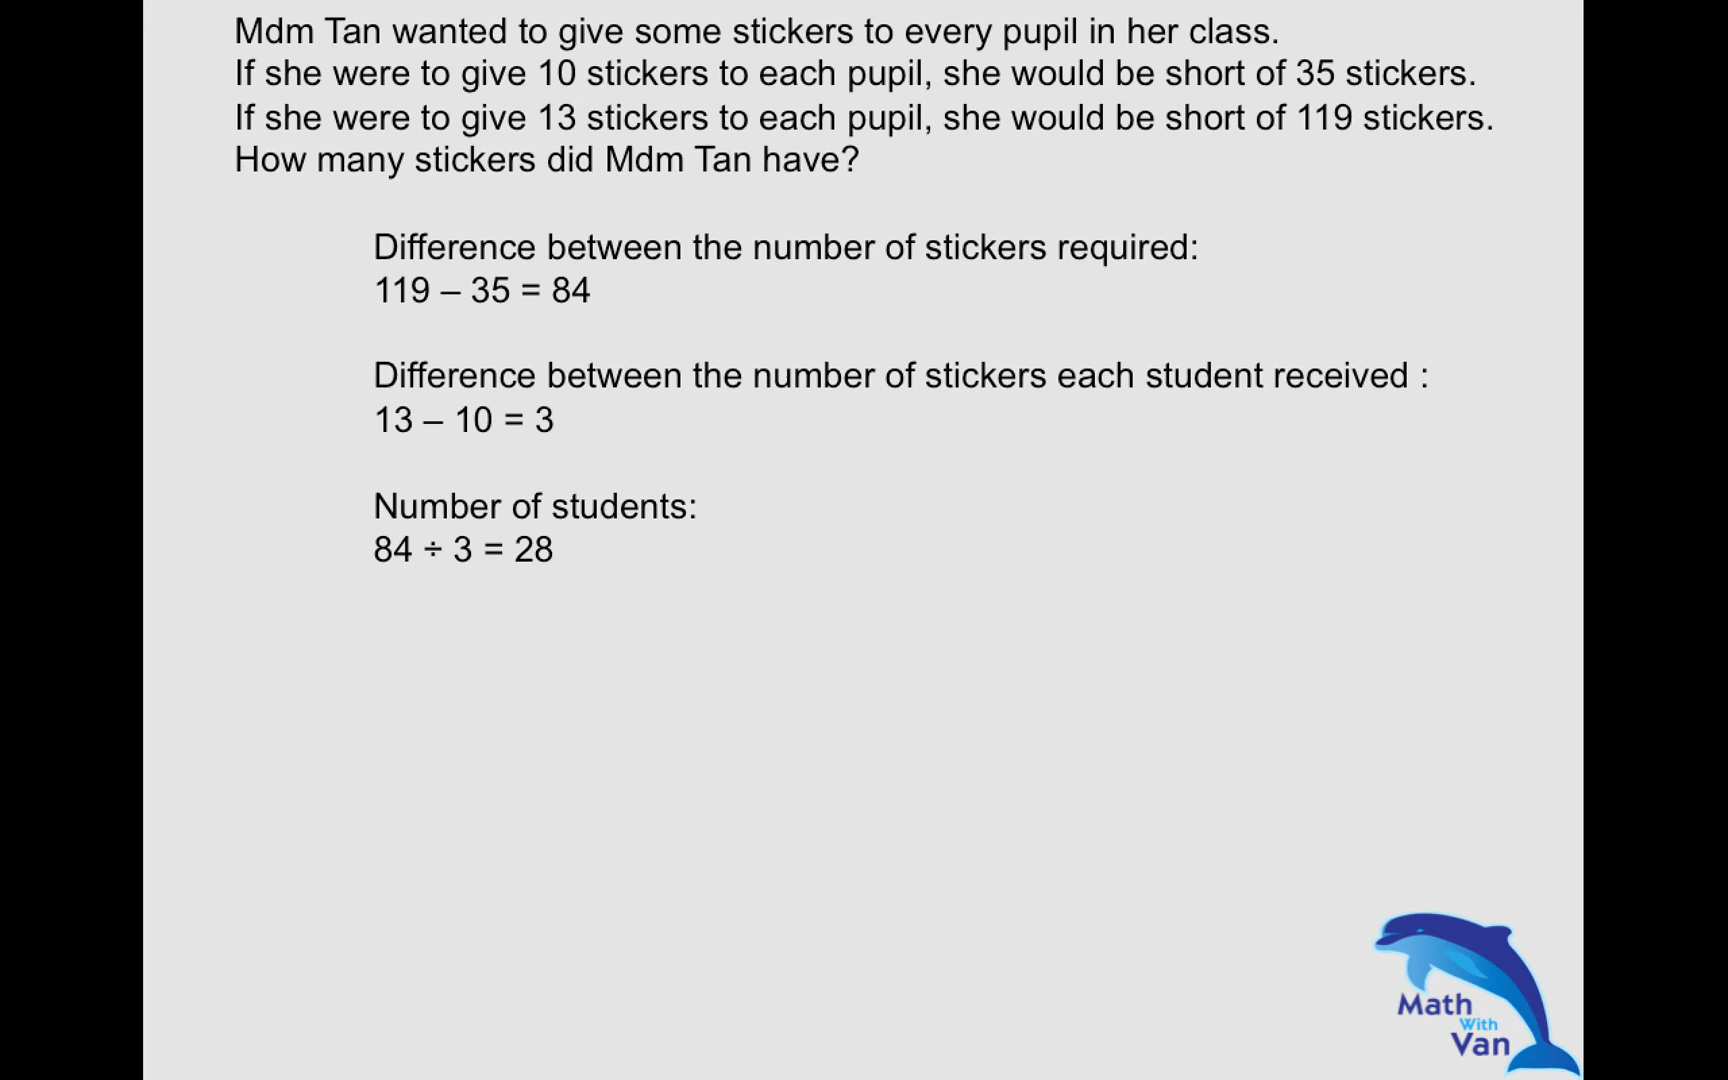 Mdm Tan wanted to give some stickers to every pupil in her class.
If she were to give 10 stickers to each pupil, she would be short of 35 stickers.
If she were to give 13 stickers to each pupil, she would be short of 119 stickers.
How many stickers did Mdm Tan have?
Difference between the number of stickers required:
119 – 35 = 84
Difference between the number of stickers each student received :
13 – 10 = 3
Number of students:
84 ÷ 3 = 28
Math
With
Van